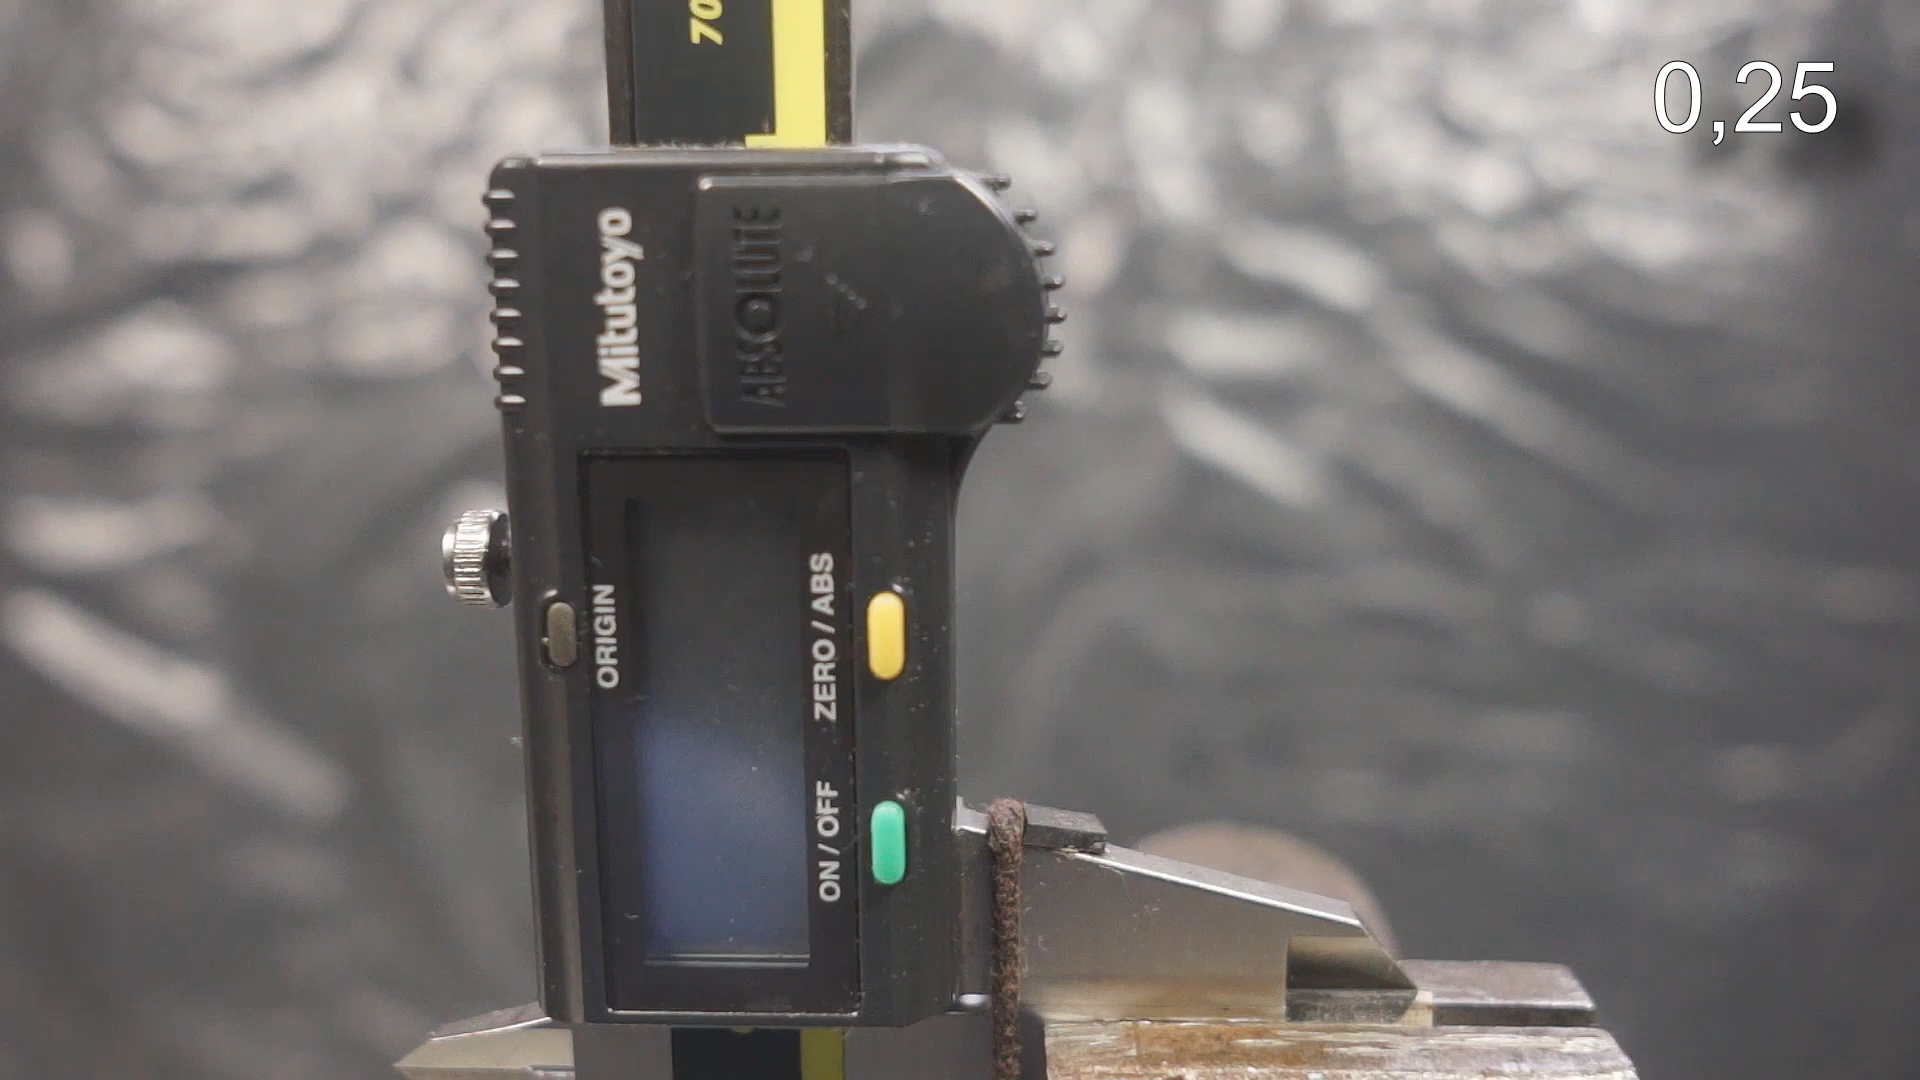 0,25
70
Mitutoyo
ABSOLUTE
ORIGIN
ZERO / ABS
ON / OFF